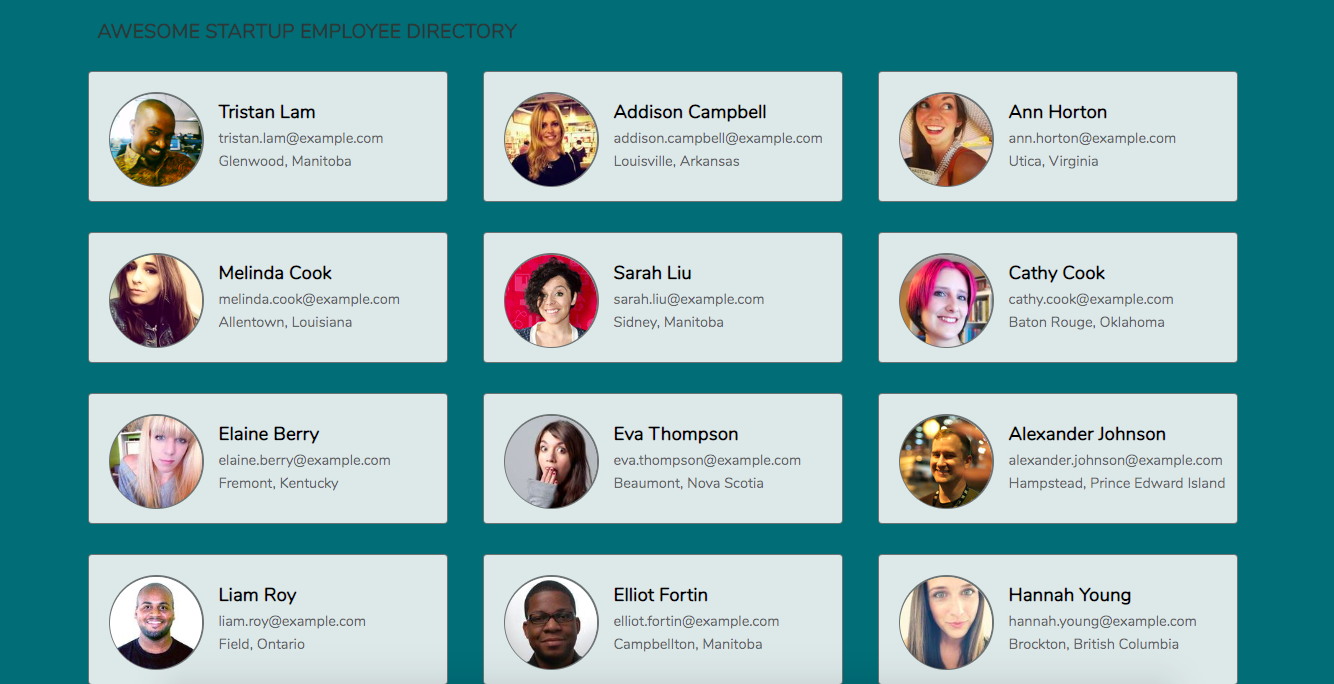 AWESOME STARTUP EMPLOYEE DIRECTORY
Tristan Lam
tristan.lam@example.com
Glenwood, Manitoba
Addison Campbell
addison.campbell@example.com
Louisville, Arkansas
Ann Horton
ann.horton@example.com
Utica, Virginia
Melinda Cook
melinda.cook@example.com
Allentown, Louisiana
Sarah Liu
sarah.liu@example.com
Sidney, Manitoba
Cathy Cook
cathy.cook@example.com
Baton Rouge, Oklahoma
Elaine Berry
elaine.berry@example.com
Fremont, Kentucky
Eva Thompson
eva.thompson@example.com
Beaumont, Nova Scotia
Alexander Johnson
alexander.johnson@example.com
Hampstead, Prince Edward Island
Liam Roy
liam.roy@example.com
Field, Ontario
Elliot Fortin
elliot.fortin@example.com
Campbellton, Manitoba
Hannah Young
hannah.young@example.com
Brockton, British Columbia